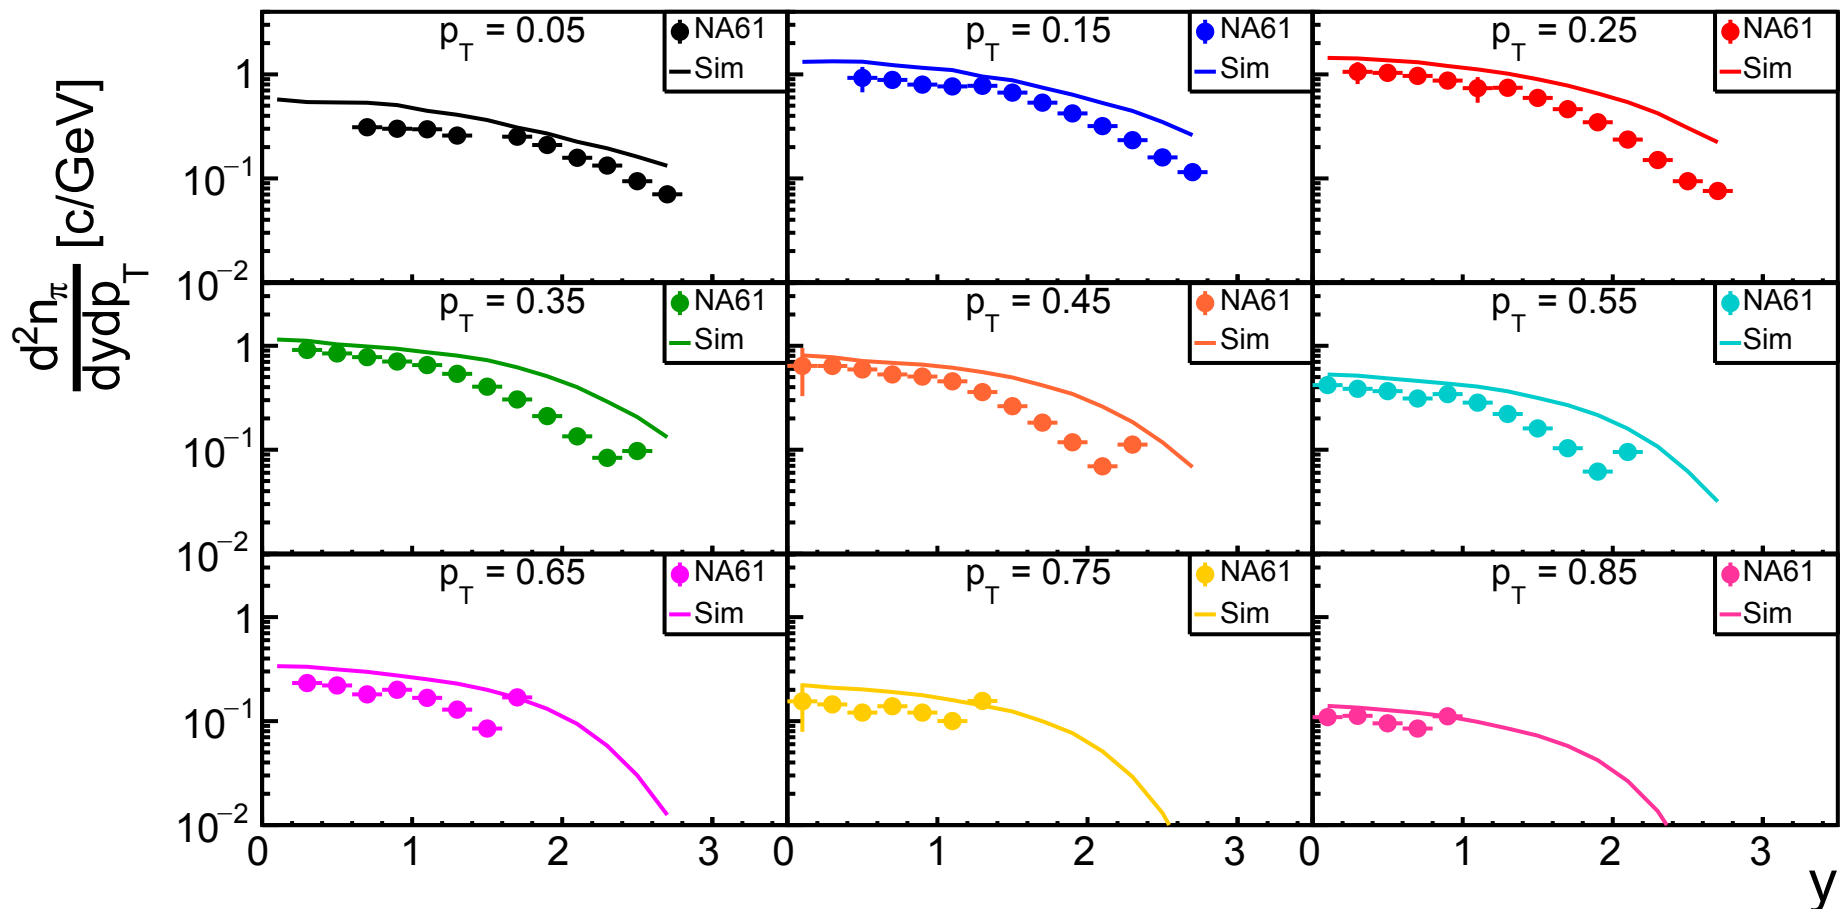 p_T = 0.05
NA61
Sim
p_T = 0.15
NA61
Sim
p_T = 0.25
NA61
Sim
1
10⁻¹
10⁻²
d²n_π
dydp_T
[c/GeV]
p_T = 0.35
NA61
Sim
p_T = 0.45
NA61
Sim
p_T = 0.55
NA61
Sim
1
10⁻¹
10⁻²
p_T = 0.65
NA61
Sim
p_T = 0.75
NA61
Sim
p_T = 0.85
NA61
Sim
1
10⁻¹
10⁻²
0 1 2 3 0 1 2 3 0 1 2 3
y